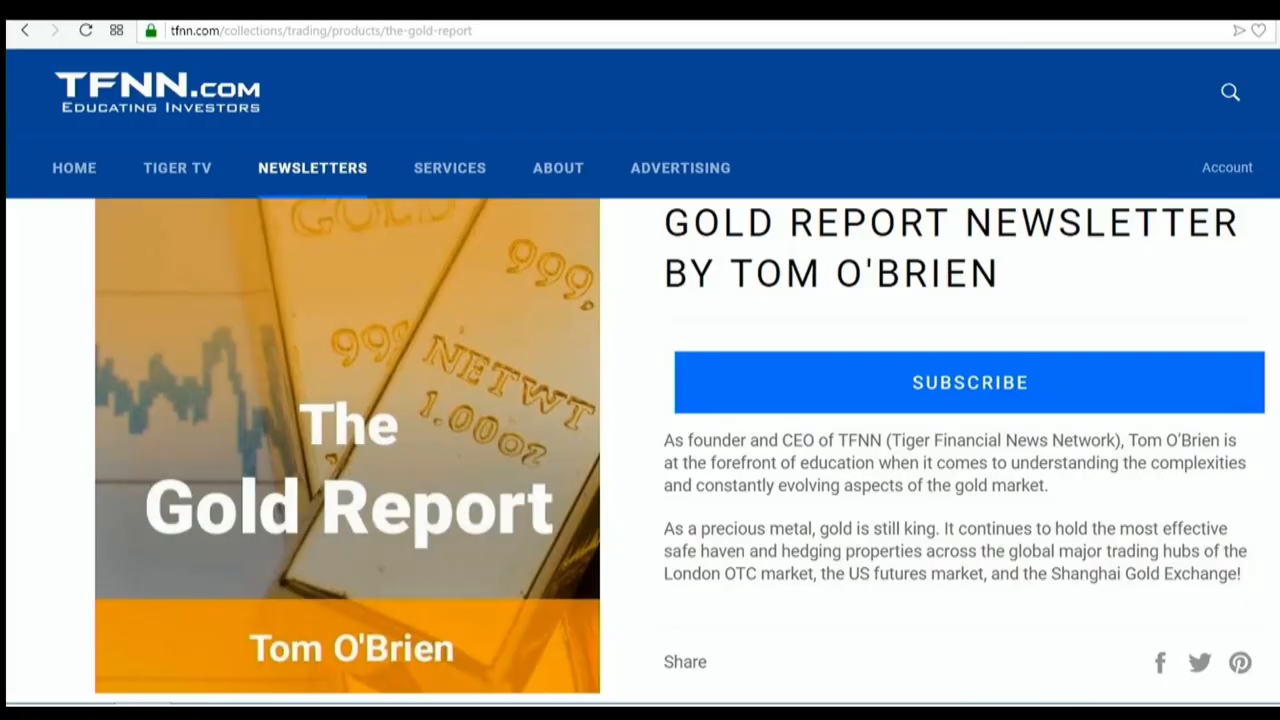 tfnn.com/collections/trading/products/the-gold-report
TFNN.COM
EDUCATING INVESTORS
HOME TIGER TV NEWSLETTERS SERVICES ABOUT ADVERTISING Account
GOLD
999,
999
NETWT
1.00oz
The
Gold Report
Tom O'Brien
GOLD REPORT NEWSLETTER
BY TOM O'BRIEN
SUBSCRIBE
As founder and CEO of TFNN (Tiger Financial News Network), Tom O’Brien is
at the forefront of education when it comes to understanding the complexities
and constantly evolving aspects of the gold market.
As a precious metal, gold is still king. It continues to hold the most effective
safe haven and hedging properties across the global major trading hubs of the
London OTC market, the US futures market, and the Shanghai Gold Exchange!
Share